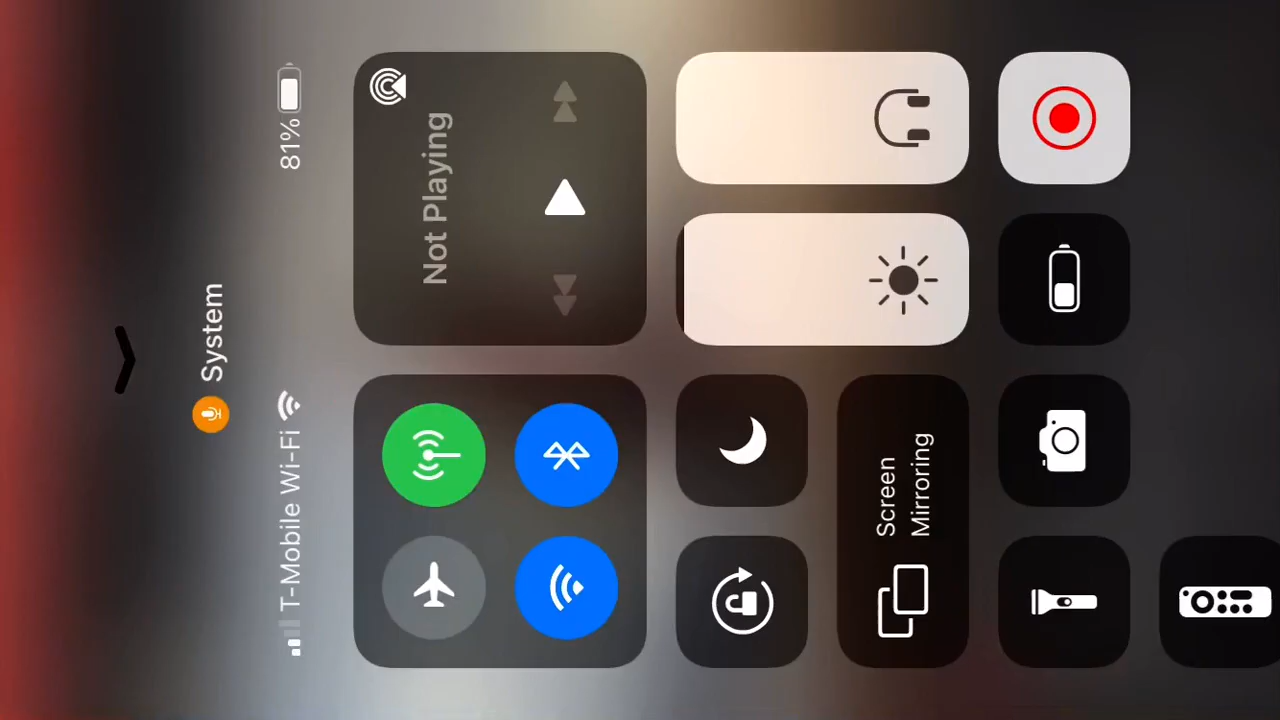 System
T-Mobile Wi-Fi 81%
Not Playing
Screen
Mirroring